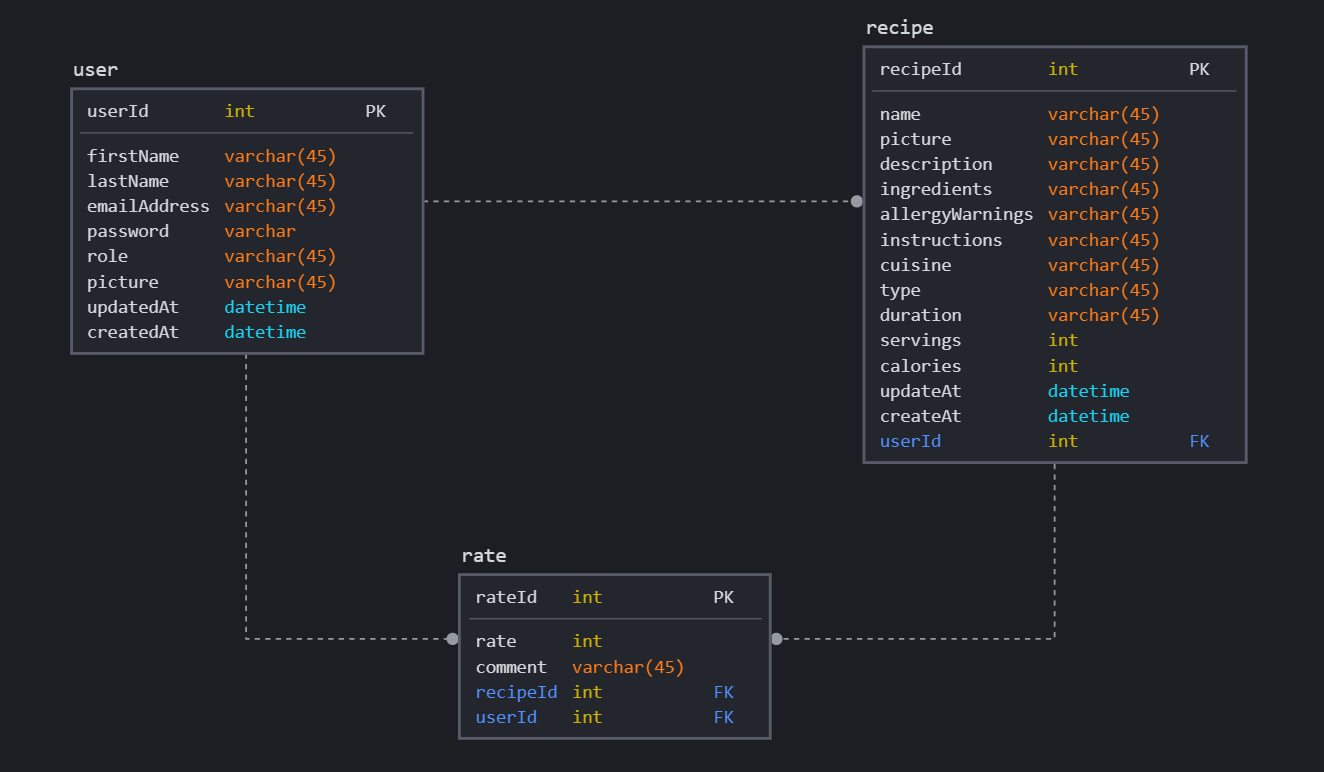 user
userId int PK
firstName varchar(45)
lastName varchar(45)
emailAddress varchar(45)
password varchar
role varchar(45)
picture varchar(45)
updatedAt datetime
createdAt datetime
recipe
recipeId int PK
name varchar(45)
picture varchar(45)
description varchar(45)
ingredients varchar(45)
allergyWarnings varchar(45)
instructions varchar(45)
cuisine varchar(45)
type varchar(45)
duration varchar(45)
servings int
calories int
updateAt datetime
createAt datetime
userId int FK
rate
rateId int PK
rate int
comment varchar(45)
recipeId int FK
userId int FK